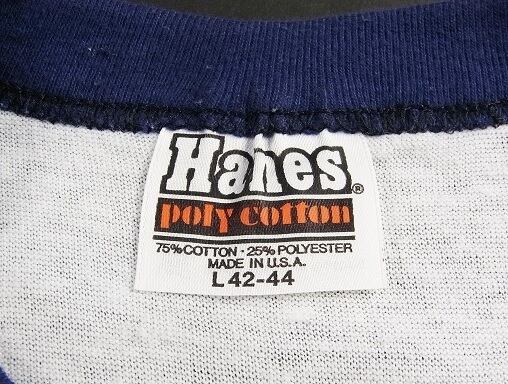 Hanes®
poly cotton
75% COTTON · 25% POLYESTER
MADE IN U.S.A.
L 42-44